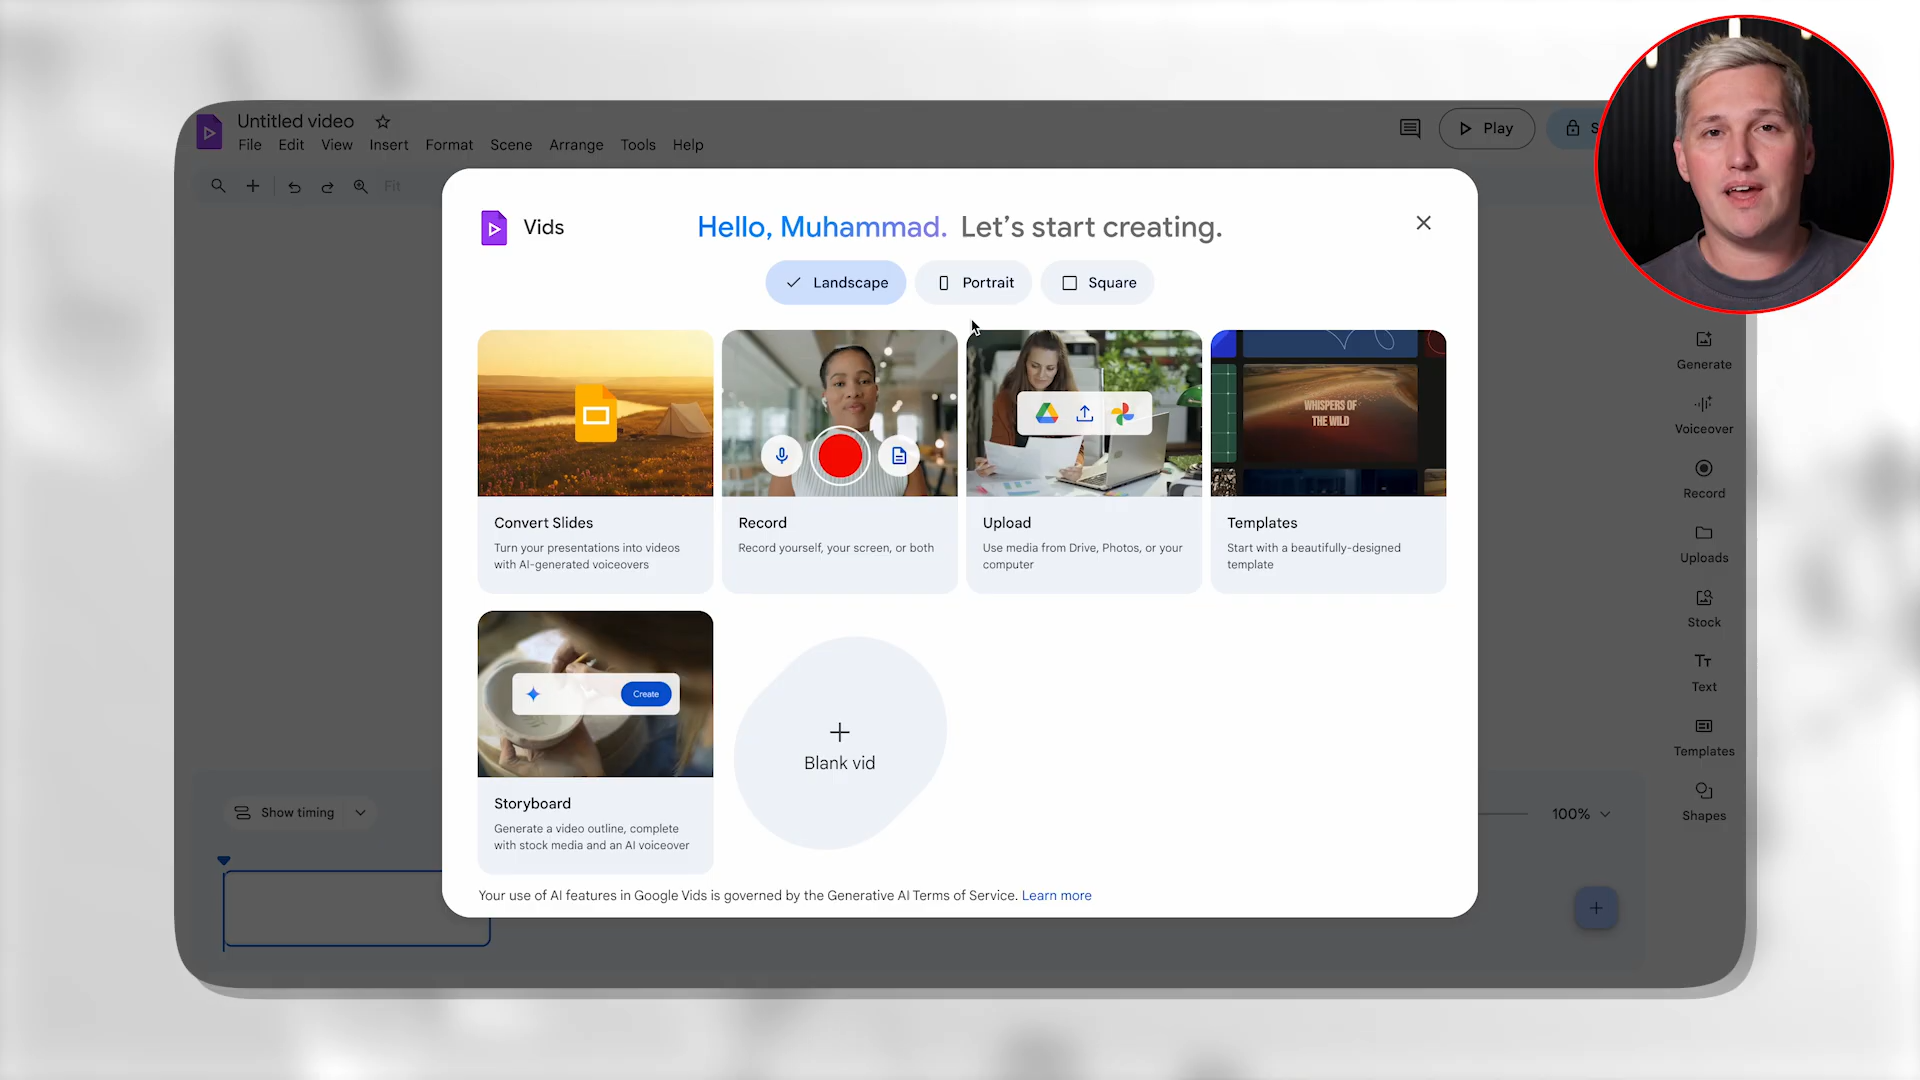 Untitled video
File Edit View Insert Format Scene Arrange Tools Help
Play
S
Fit
Vids
Hello, Muhammad. Let's start creating.
Landscape
Portrait
Square
WHISPERS OF
THE WILD
Convert Slides
Turn your presentations into videos
with AI-generated voiceovers
Record
Record yourself, your screen, or both
Upload
Use media from Drive, Photos, or your
computer
Templates
Start with a beautifully-designed
template
Create
Storyboard
Generate a video outline, complete
with stock media and an AI voiceover
Blank vid
Your use of AI features in Google Vids is governed by the Generative AI Terms of Service. Learn more
Generate
Voiceover
Record
Uploads
Stock
Tt
Text
Templates
Shapes
Show timing
100%